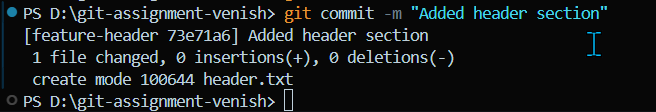 PS D:\git-assignment-venish> git commit -m "Added header section"
[feature-header 73e71a6] Added header section
 1 file changed, 0 insertions(+), 0 deletions(-)
 create mode 100644 header.txt
PS D:\git-assignment-venish>